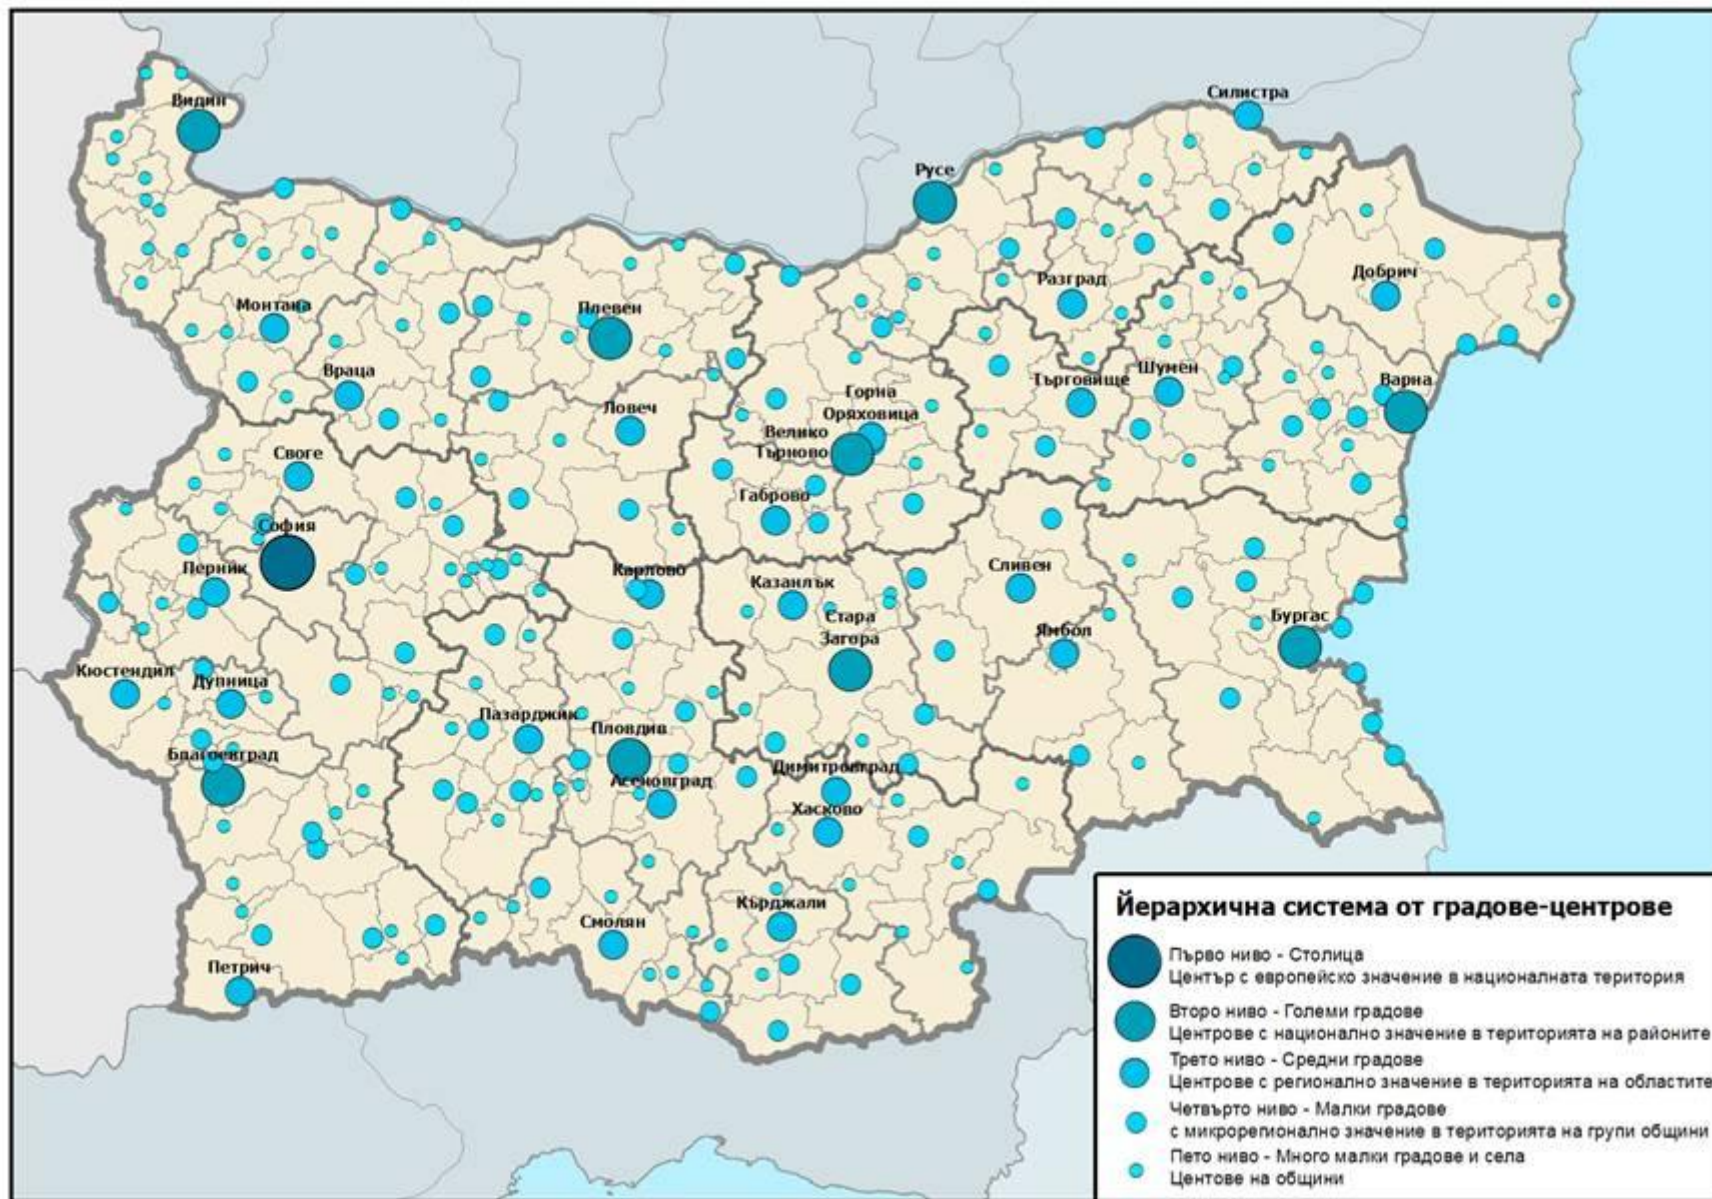 Видин
Силистра
Русе
Разград
Добрич
Монтана
Плевен
Враца
Шумен
Търговище
Варна
Горна
Оряховица
Ловеч
Велико
Търново
Своге
Габрово
София
Перник
Карлово
Казанлък
Сливен
Стара
Загора
Ямбол
Бургас
Кюстендил
Дупница
Пазарджик
Пловдив
Благоевград
Асеновград
Димитровград
Хасково
Кърджали
Смолян
Петрич
Йерархична система от градове-центрове
Първо ниво - Столица
Център с европейско значение в националната територия
Второ ниво - Големи градове
Центрове с национално значение в територията на районите
Трето ниво - Средни градове
Центрове с регионално значение в територията на областите
Четвърто ниво - Малки градове
с микрорегионално значение в територията на групи общини
Пето ниво - Много малки градове и села
Центове на общини